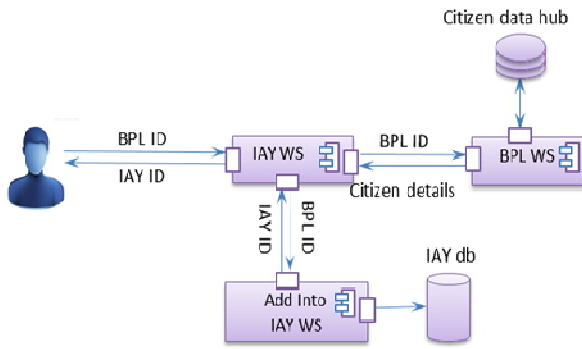 Citizen data hub
BPL ID
IAY ID
IAY WS
BPL ID
Citizen details
BPL WS
IAY ID
BPL ID
IAY db
Add Into
IAY WS